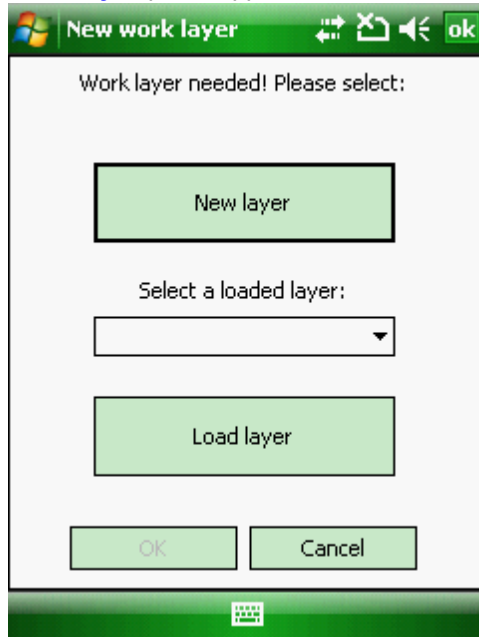 New work layer
ok
Work layer needed! Please select:
New layer
Select a loaded layer:
Load layer
OK
Cancel